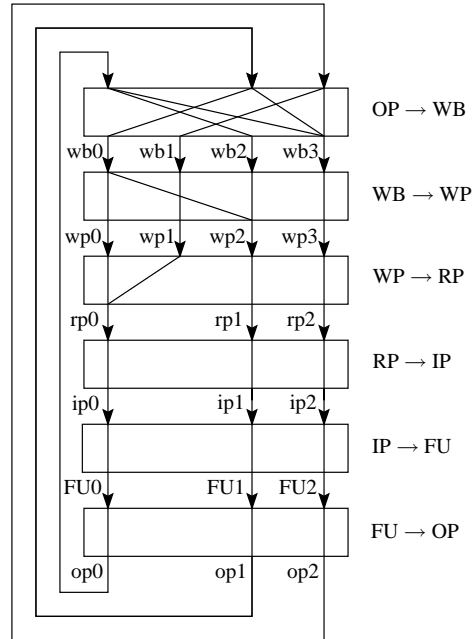 OP → WB
wb0 wb1 wb2 wb3
WB → WP
wp0 wp1 wp2 wp3
WP → RP
rp0 rp1 rp2
RP → IP
ip0 ip1 ip2
IP → FU
FU0 FU1 FU2
FU → OP
op0 op1 op2